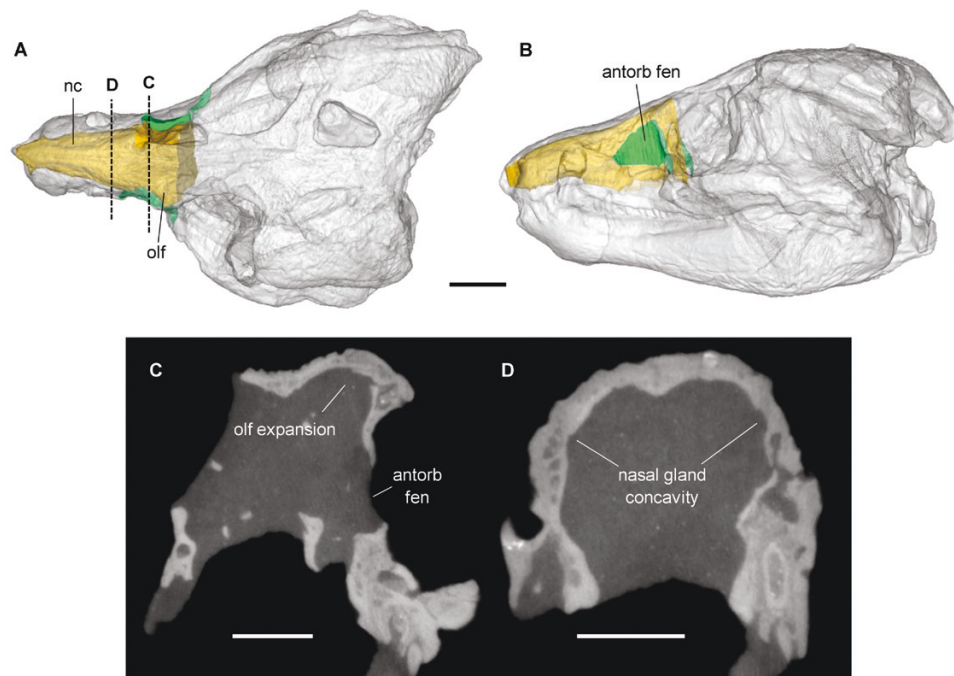 A
B
nc
D
C
antorb fen
olf
C
D
olf expansion
antorb
fen
nasal gland
concavity